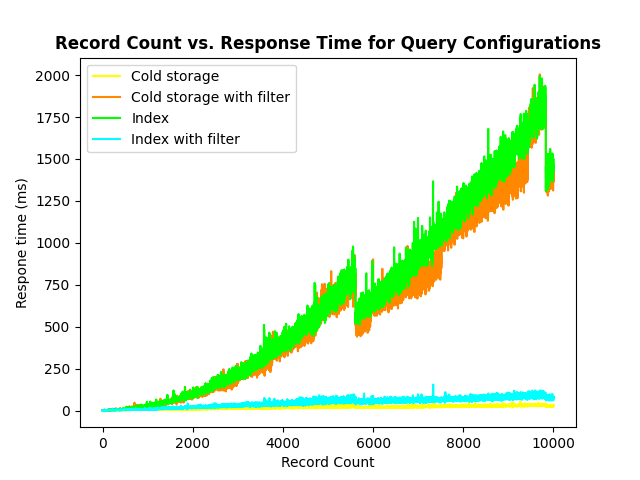 Record Count vs. Response Time for Query Configurations
Cold storage
Cold storage with filter
Index
Index with filter
Respone time (ms)
2000
1750
1500
1250
1000
750
500
250
0
0 2000 4000 6000 8000 10000
Record Count